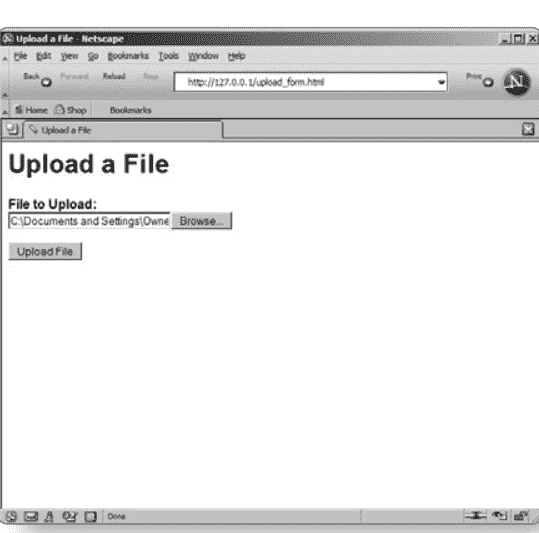 Upload a File - Netscape
File Edit View Go Bookmarks Tools Window Help
Back Forward Reload Stop http://127.0.0.1/upload_form.html Print N
Home Shop Bookmarks
Upload a File
Upload a File
File to Upload:
C:\Documents and Settings\Owne Browse...
Upload File
Done